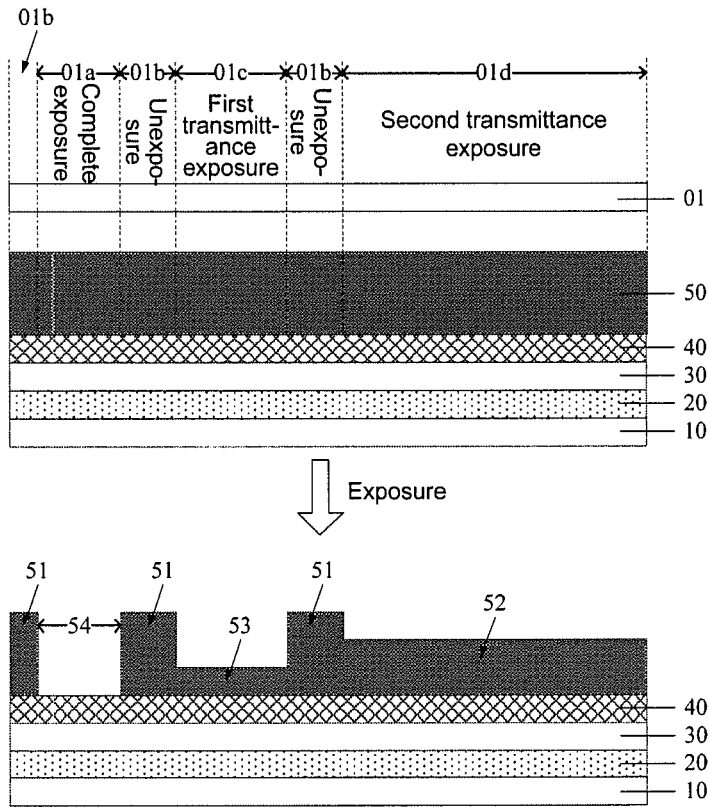 01b
01a
01b
01c
01b
01d
Complete
exposure
Unexpo-
sure
First
transmitt-
ance
exposure
Unexpo-
sure
Second transmittance
exposure
01
50
40
30
20
10
Exposure
51
51
51
52
54
53
40
30
20
10